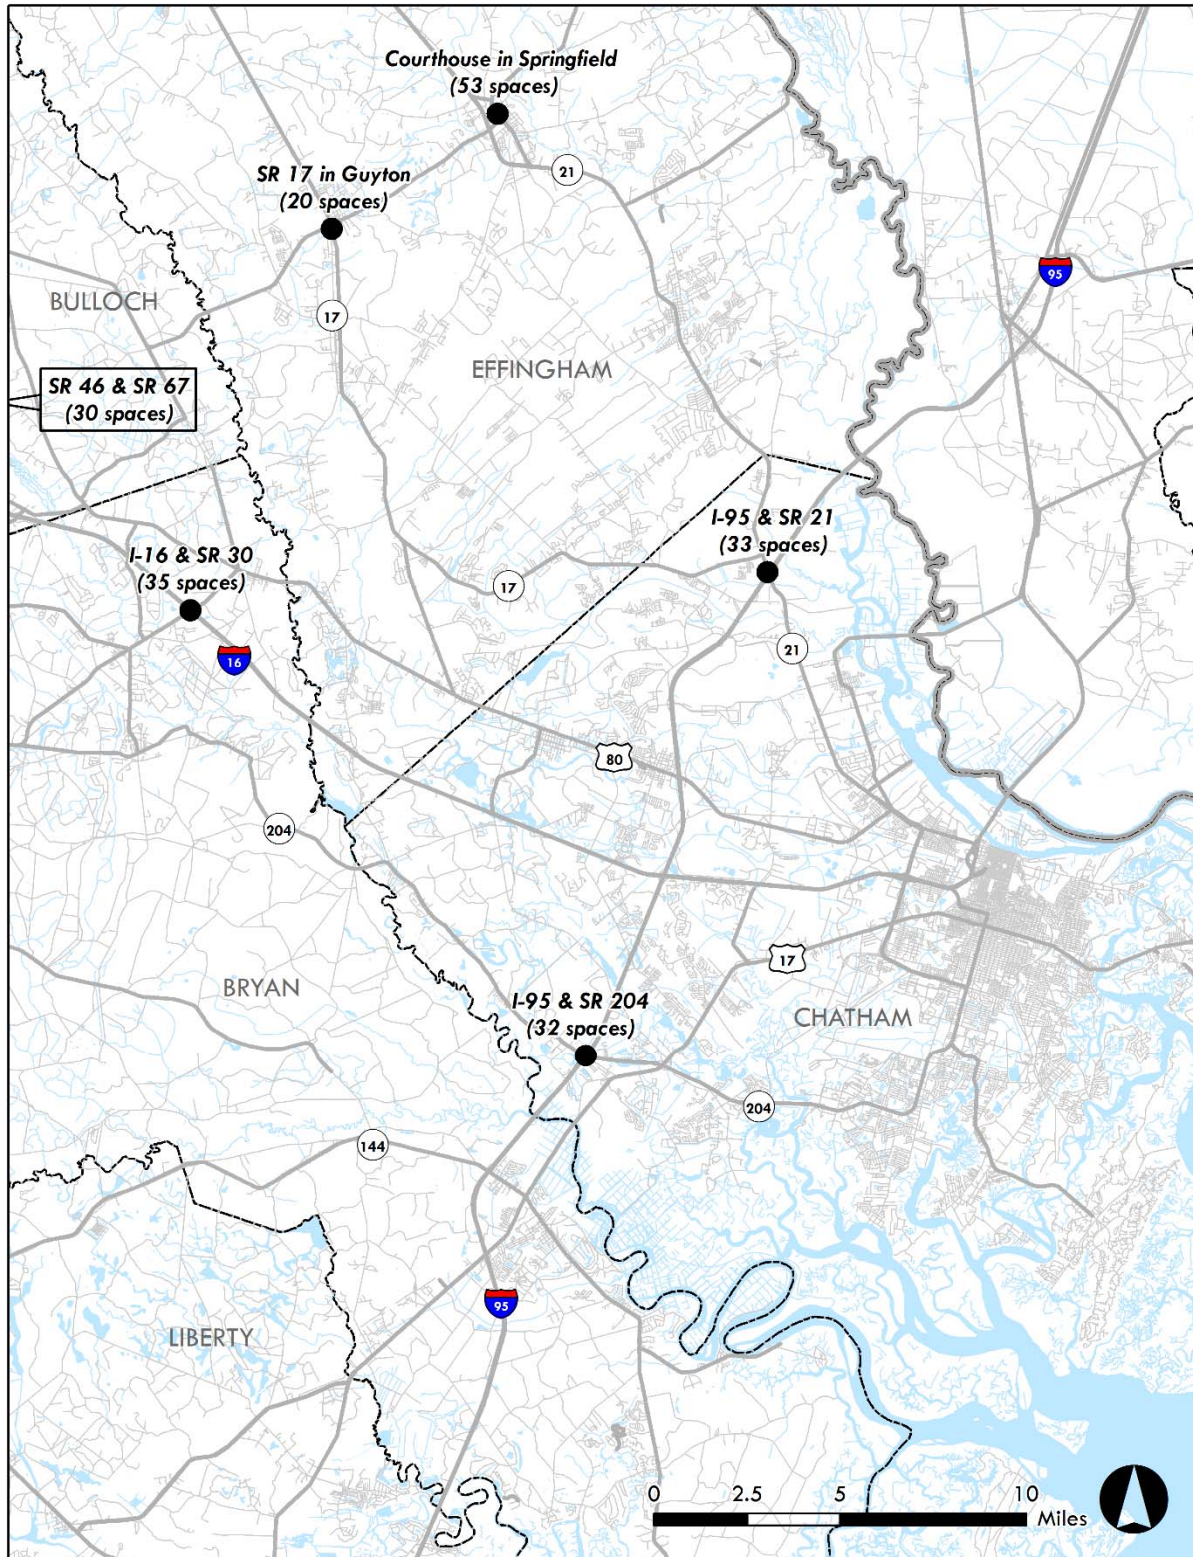 Courthouse in Springfield
(53 spaces)
21
SR 17 in Guyton
(20 spaces)
95
BULLOCH
17
EFFINGHAM
SR 46 & SR 67
(30 spaces)
I-95 & SR 21
(33 spaces)
I-16 & SR 30
(35 spaces)
17
21
16
80
204
17
BRYAN
I-95 & SR 204
(32 spaces)
CHATHAM
204
144
95
LIBERTY
0 2.5 5 10
Miles